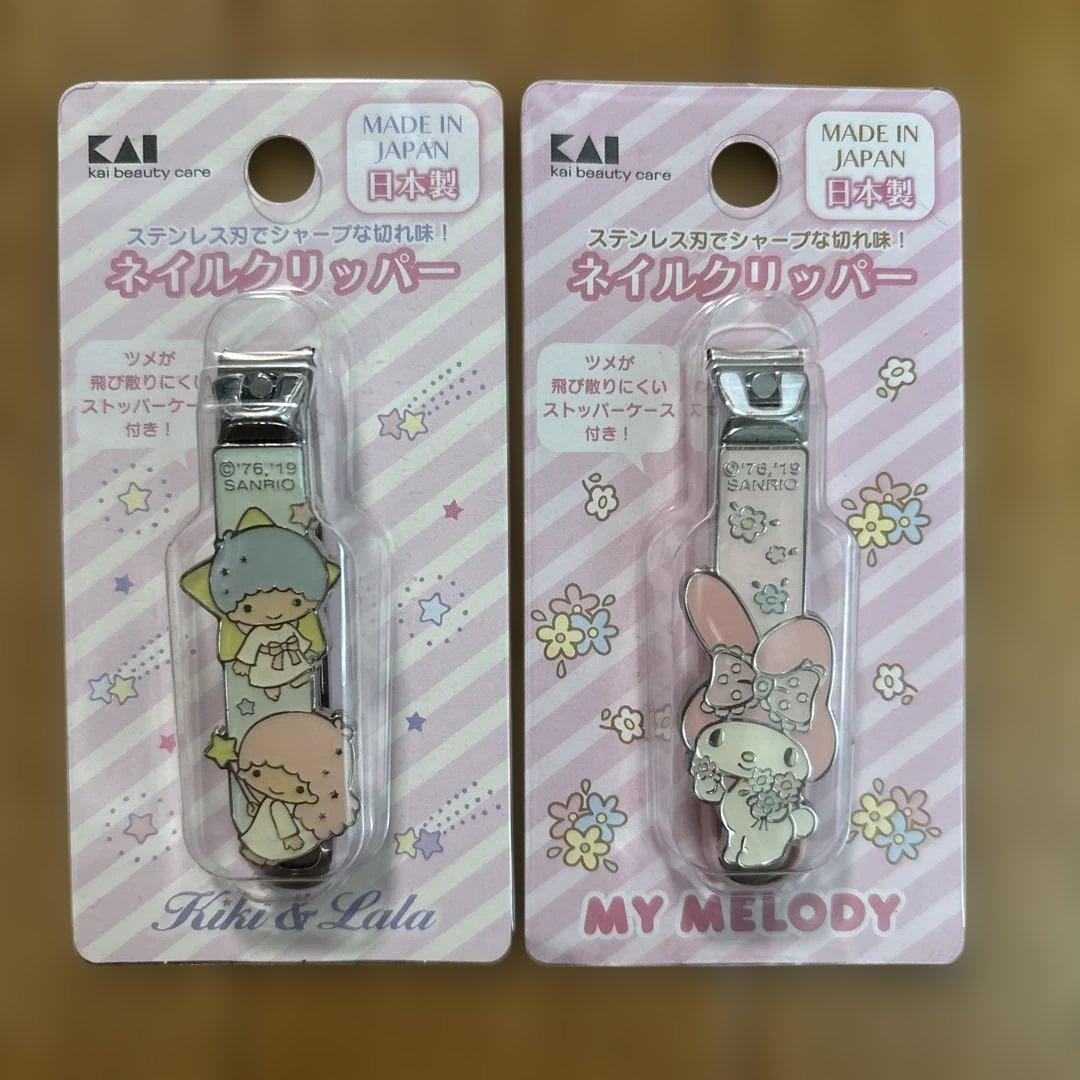 KAI
kai beauty care
MADE IN
JAPAN
日本製
ステンレス刃でシャープな切れ味！
ネイルクリッパー
ツメが
飛び散りにくい
ストッパーケー
付き！
©'76,'19
SANRIO
Kiki & Lala
KAI
kai beauty care
MADE IN
JAPAN
日本製
ステンレス刃でシャープな切れ味！
ネイルクリッパー
ツメが
飛び散りにくい
ストッパーケース
付き！
©'76,'19
SANRIO
MY MELODY